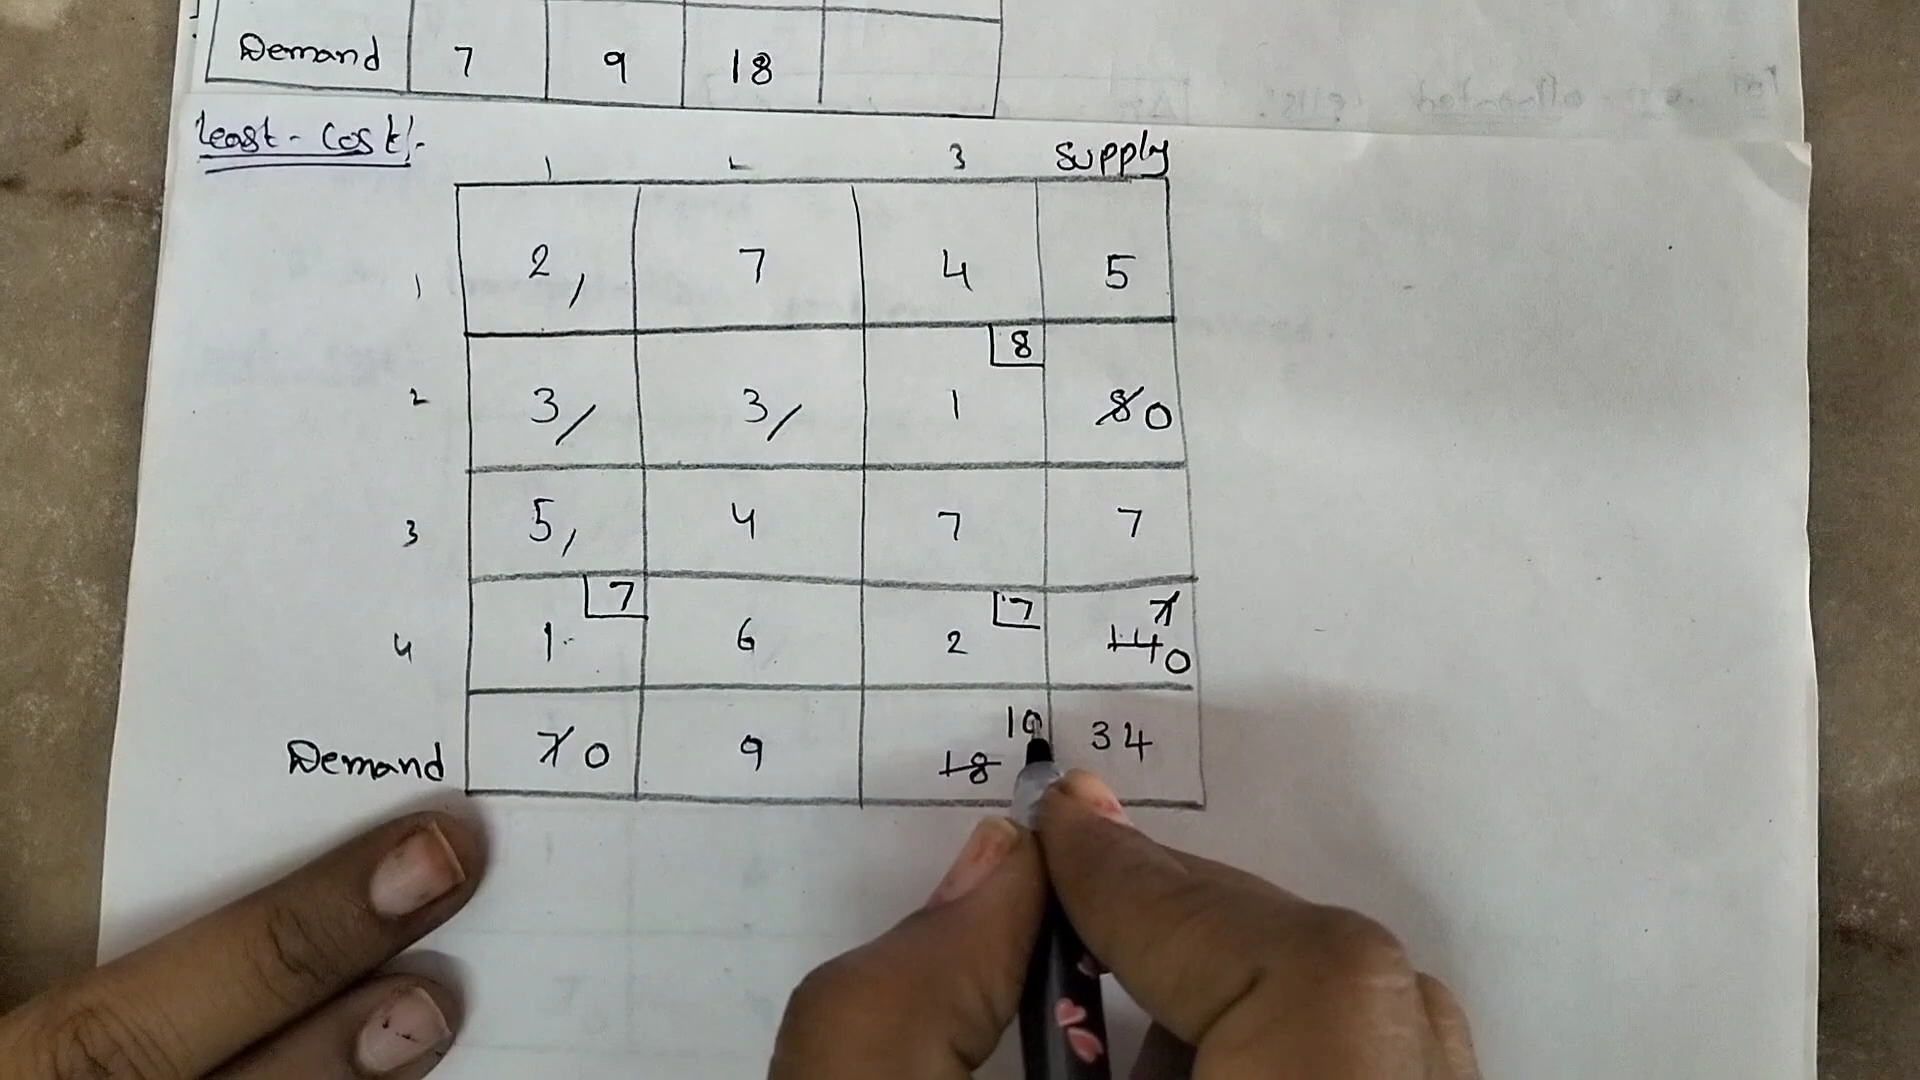 Demand 7 9 18
Least-Cost:-
1 2 3 Supply
1 2, 7 4 5
8
2 3/ 3/ 1 8 0
3 5, 4 7 7
7 7 7
4 1 6 2 14 0
10
Demand 7 0 9 18 34